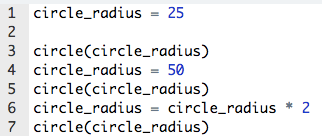 1 circle_radius = 25
2
3 circle(circle_radius)
4 circle_radius = 50
5 circle(circle_radius)
6 circle_radius = circle_radius * 2
7 circle(circle_radius)